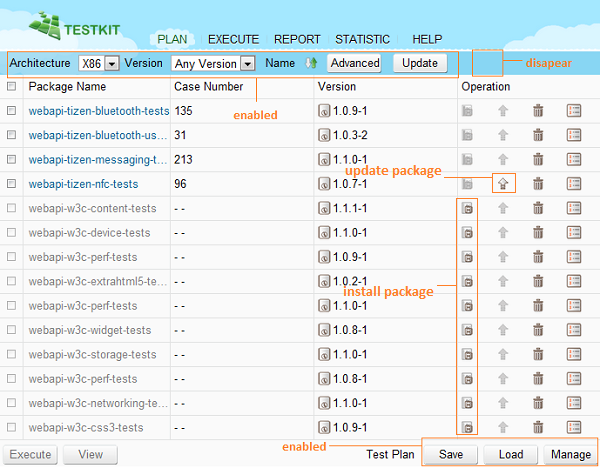 TESTKIT
PLAN EXECUTE REPORT STATISTIC HELP
Architecture X86 Version Any Version Name Advanced Update
disapear
Package Name Case Number Version Operation
enabled
webapi-tizen-bluetooth-tests 135 1.0.9-1
webapi-tizen-bluetooth-us... 31 1.0.3-2
webapi-tizen-messaging-t... 213 1.1.0-1
update package
webapi-tizen-nfc-tests 96 1.0.7-1
webapi-w3c-content-tests - - 1.1.1-1
webapi-w3c-device-tests - - 1.1.0-1
webapi-w3c-perf-tests - - 1.0.9-1
webapi-w3c-extrahtml5-te... - - 1.0.2-1
install package
webapi-w3c-perf-tests - - 1.1.0-1
webapi-w3c-widget-tests - - 1.0.8-1
webapi-w3c-storage-tests - - 1.1.0-1
webapi-w3c-perf-tests - - 1.0.8-1
webapi-w3c-networking-te... - - 1.1.0-1
webapi-w3c-css3-tests - - 1.0.9-1
enabled
Execute View Test Plan Save Load Manage